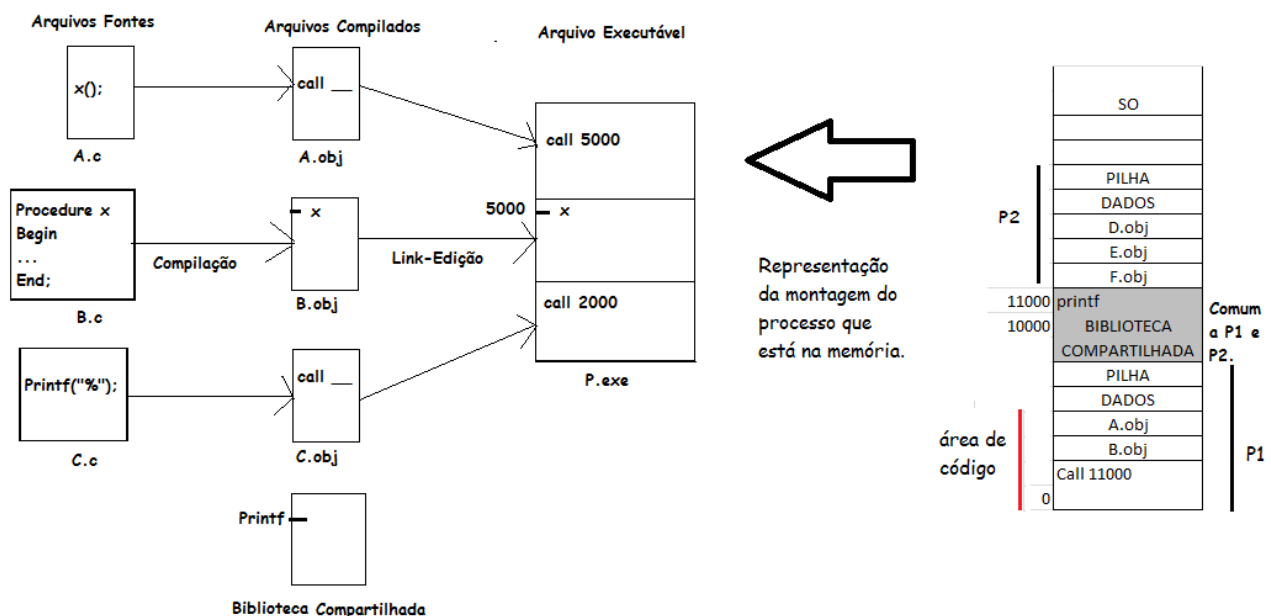 Arquivos Fontes
x();
A.c
Procedure x
Begin
...
End;
B.c
Printf("%");
C.c
Compilação
Arquivos Compilados
call __
A.obj
x
B.obj
call __
C.obj
Printf
Biblioteca Compartilhada
Link-Edição
Arquivo Executável
call 5000
5000
x
call 2000
P.exe
Representação
da montagem do
processo que
está na memória.
SO
P2
PILHA
DADOS
D.obj
E.obj
F.obj
11000 printf
10000 BIBLIOTECA
COMPARTILHADA
Comum
a P1 e
P2.
PILHA
DADOS
A.obj
B.obj
Call 11000
0
área de
código
P1